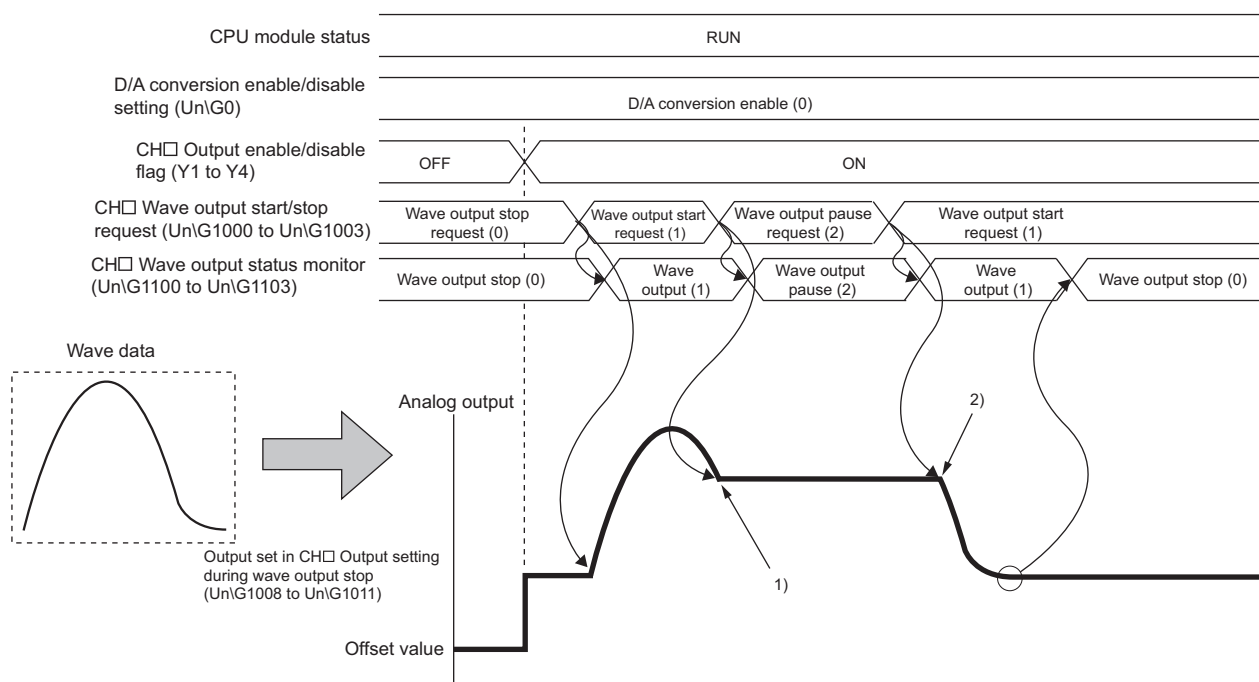 CPU module status
RUN
D/A conversion enable/disable
setting (Un\G0)
D/A conversion enable (0)
CH□ Output enable/disable
flag (Y1 to Y4)
OFF
ON
CH□ Wave output start/stop
request (Un\G1000 to Un\G1003)
Wave output stop
request (0)
Wave output start
request (1)
Wave output pause
request (2)
Wave output start
request (1)
CH□ Wave output status monitor
(Un\G1100 to Un\G1103)
Wave output stop (0)
Wave
output (1)
Wave output
pause (2)
Wave
output (1)
Wave output stop (0)
Wave data
Analog output
2)
Output set in CH□ Output setting
during wave output stop
(Un\G1008 to Un\G1011)
1)
Offset value